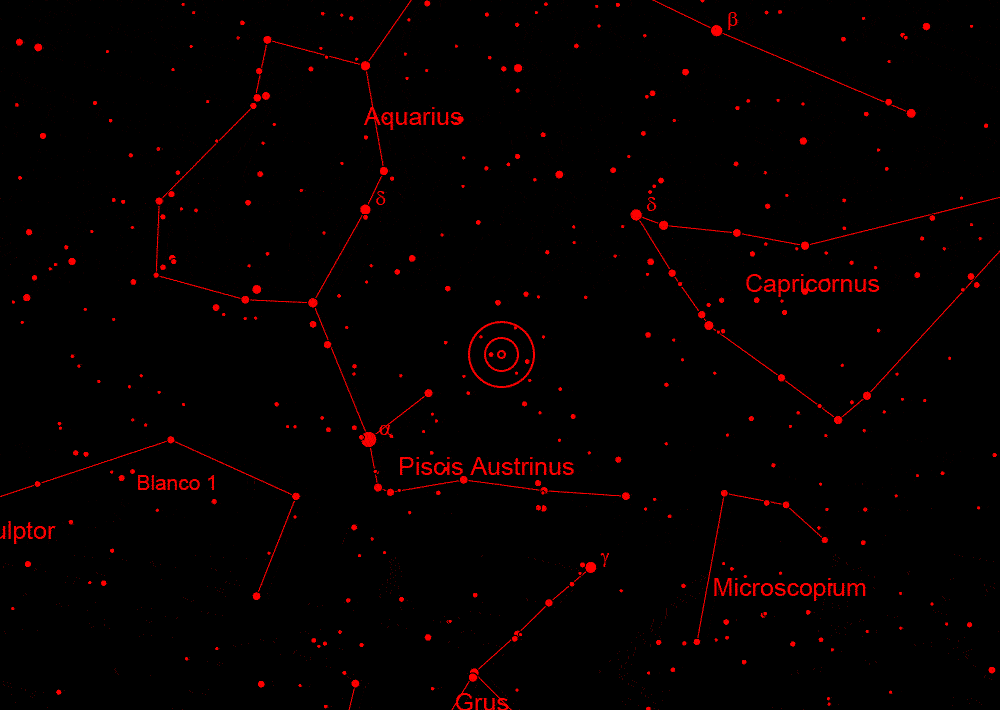 β
Aquarius
δ
δ
Capricornus
α
Piscis Austrinus
Blanco 1
ulptor
γ
Microscopium
Grus